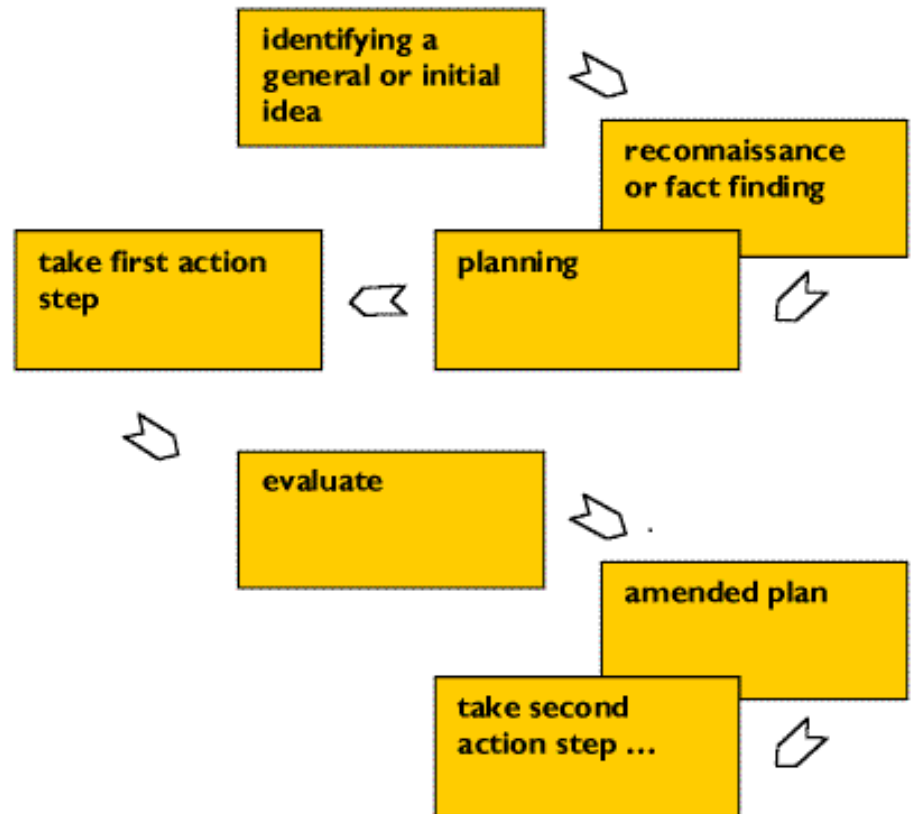 identifying a
general or initial
idea
reconnaissance
or fact finding
planning
take first action
step
evaluate
amended plan
take second
action step ...